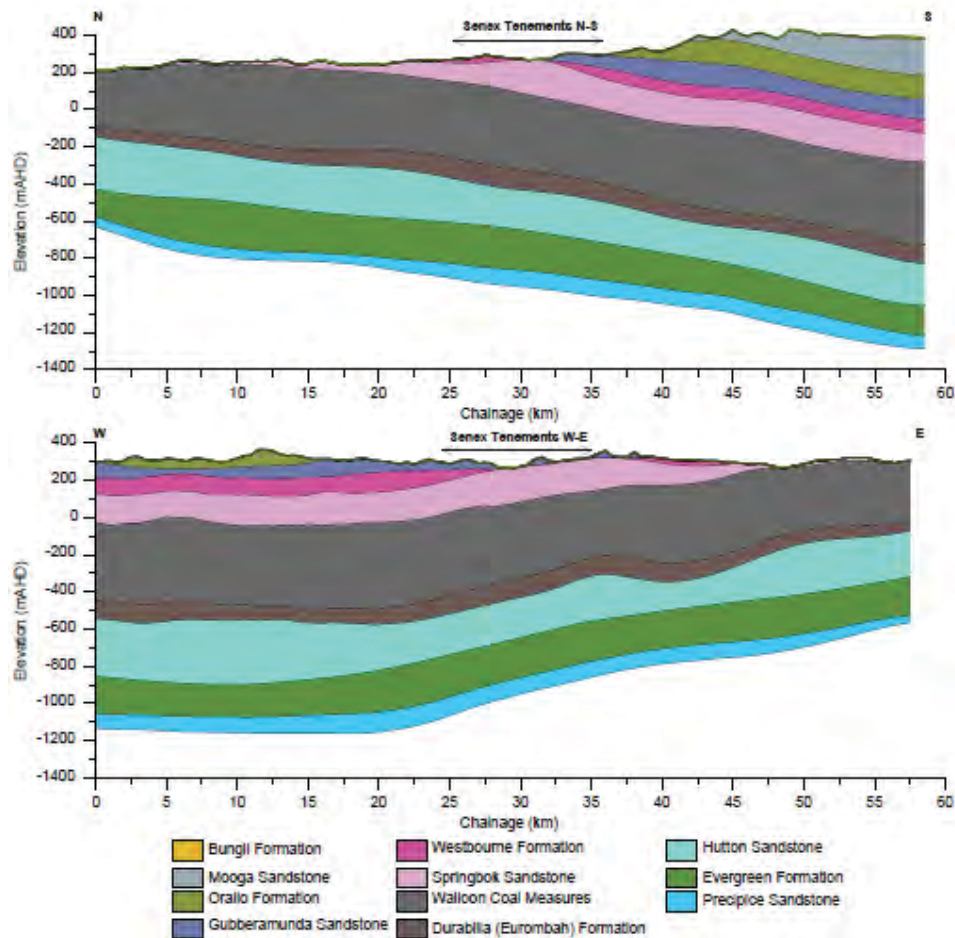 N
Senex Tenements N-S
S
400
200
0
-200
-400
-600
-800
-1000
-1200
-1400
Elevation (mAHD)
0 5 10 15 20 25 30 35 40 45 50 55 60
Chainage (km)
W
Senex Tenements W-E
E
400
200
0
-200
-400
-600
-800
-1000
-1200
-1400
Elevation (mAHD)
0 5 10 15 20 25 30 35 40 45 50 55 60
Chainage (km)
Bungil Formation
Mooga Sandstone
Orallo Formation
Gubberamunda Sandstone
Westbourne Formation
Springbok Sandstone
Walloon Coal Measures
Durabilla (Eurombah) Formation
Hutton Sandstone
Evergreen Formation
Precipice Sandstone